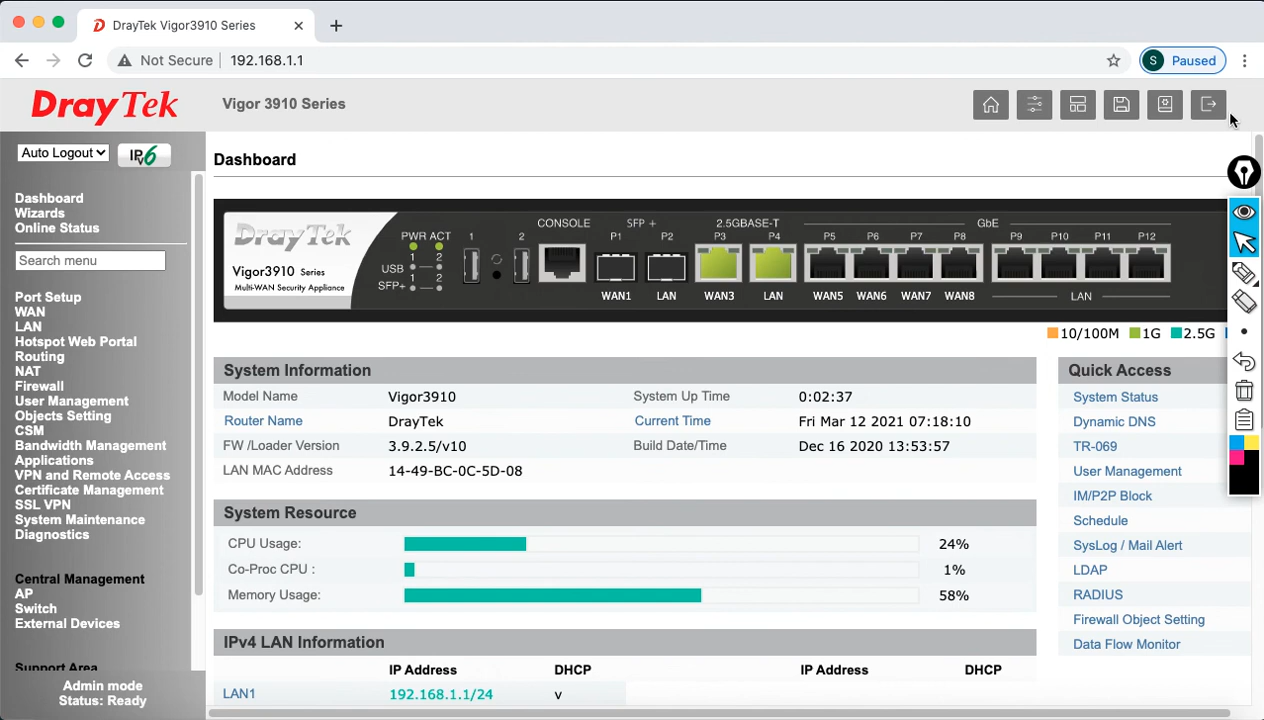 DrayTek Vigor3910 Series
Not Secure
192.168.1.1
S
Paused
DrayTek
Vigor 3910 Series
Auto Logout
IPv6
Dashboard
Wizards
Online Status
Search menu
Port Setup
WAN
LAN
Hotspot Web Portal
Routing
NAT
Firewall
User Management
Objects Setting
CSM
Bandwidth Management
Applications
VPN and Remote Access
Certificate Management
SSL VPN
System Maintenance
Diagnostics
Central Management
AP
Switch
External Devices
Support Area
Admin mode
Status: Ready
Dashboard
DrayTek
Vigor3910 Series
Multi-WAN Security Appliance
PWR ACT
1 2
USB
2
1
SFP+
2
1 2
CONSOLE
SFP +
2.5GBASE-T
GbE
P1 P2 P3 P4 P5 P6 P7 P8 P9 P10 P11 P12
WAN1 LAN WAN3 LAN WAN5 WAN6 WAN7 WAN8 LAN
10/100M 1G 2.5G
System Information
Model Name Vigor3910 System Up Time 0:02:37
Router Name DrayTek Current Time Fri Mar 12 2021 07:18:10
FW /Loader Version 3.9.2.5/v10 Build Date/Time Dec 16 2020 13:53:57
LAN MAC Address 14-49-BC-0C-5D-08
System Resource
CPU Usage: 24%
Co-Proc CPU : 1%
Memory Usage: 58%
IPv4 LAN Information
IP Address DHCP IP Address DHCP
LAN1 192.168.1.1/24 v
Quick Access
System Status
Dynamic DNS
TR-069
User Management
IM/P2P Block
Schedule
SysLog / Mail Alert
LDAP
RADIUS
Firewall Object Setting
Data Flow Monitor